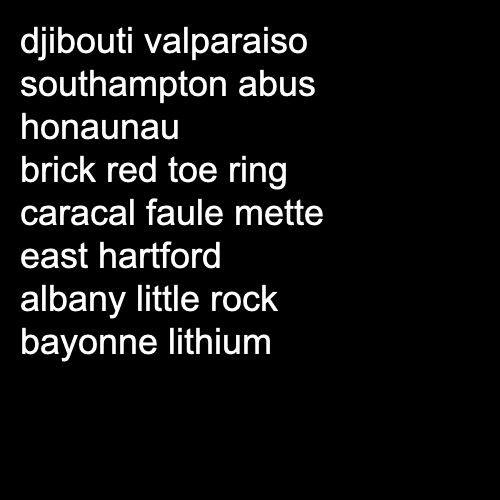 djibouti valparaiso
southampton abus
honaunau
brick red toe ring
caracal faule mette
east hartford
albany little rock
bayonne lithium